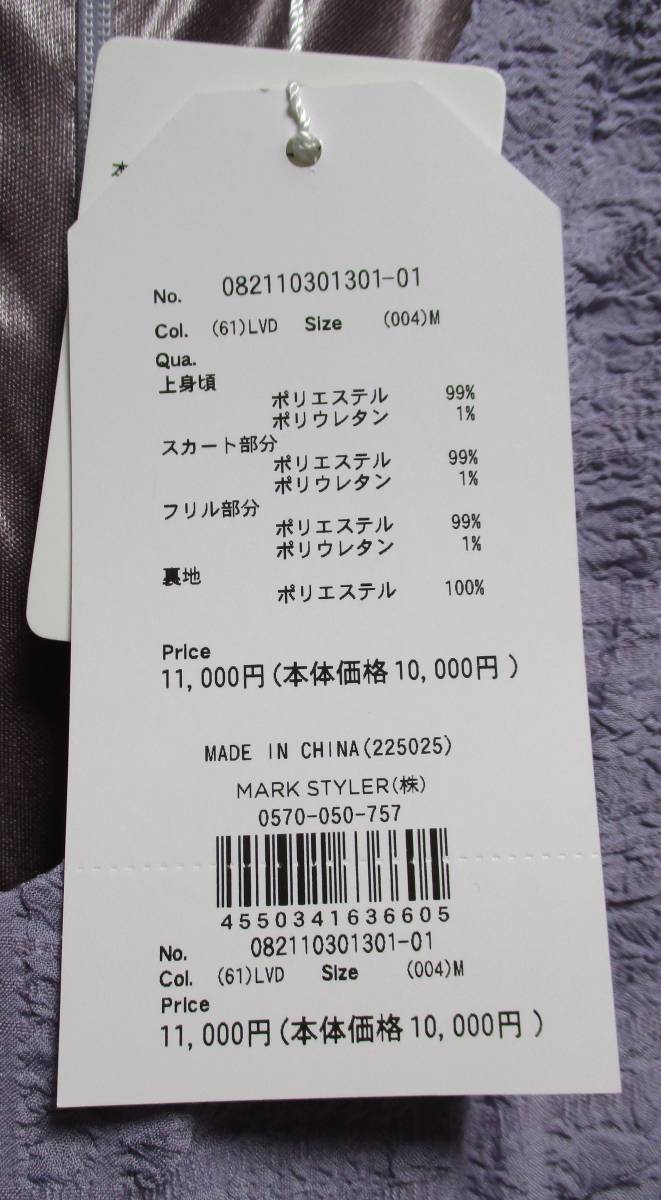 No. 082110301301-01
Col. (61)LVD Size (004)M
Qua.
上身頃
ポリエステル 99%
ポリウレタン 1%
スカート部分
ポリエステル 99%
ポリウレタン 1%
フリル部分
ポリエステル 99%
ポリウレタン 1%
裏地
ポリエステル 100%
Price
11,000円(本体価格10,000円 )
MADE IN CHINA(225025)
MARK STYLER(株)
0570-050-757
4550341636605
No. 082110301301-01
Col. (61)LVD Size (004)M
Price
11,000円(本体価格10,000円 )